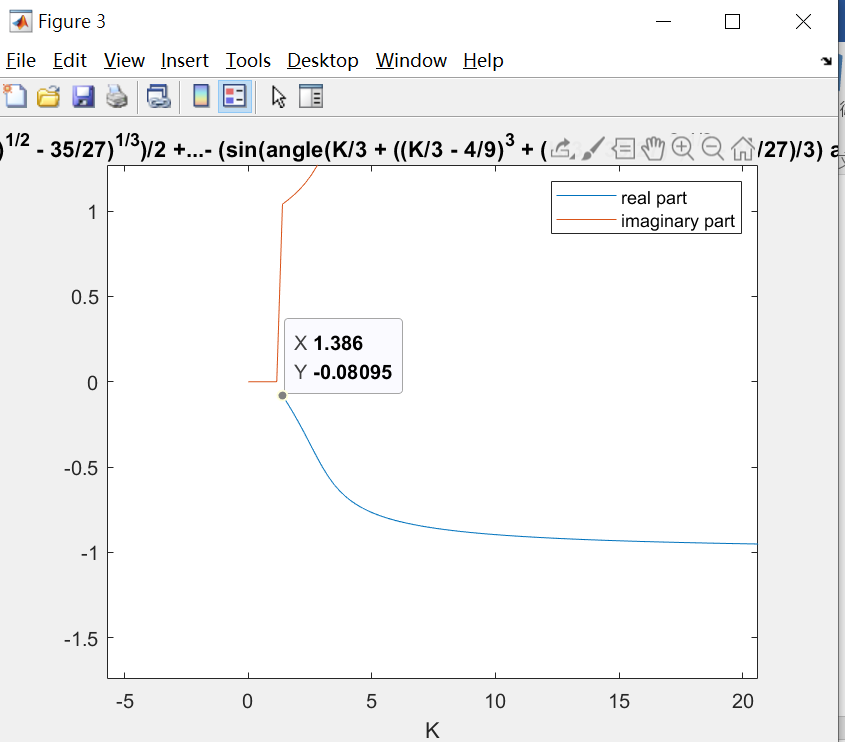 Figure 3
File Edit View Insert Tools Desktop Window Help
)^1/2 - 35/27)^1/3)/2 +...- (sin(angle(K/3 + ((K/3 - 4/9)^3 + ( /27)/3) a
real part
imaginary part
1
0.5
0
-0.5
-1
-1.5
X 1.386
Y -0.08095
-5 0 5 10 15 20
K